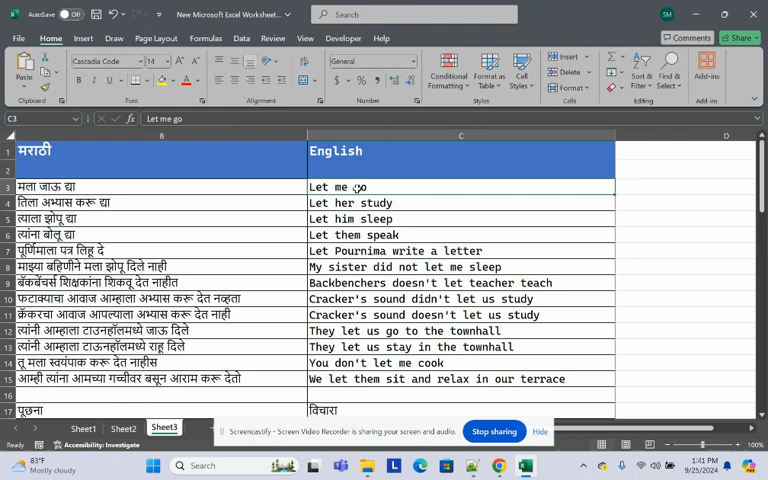 AutoSave Off New Microsoft Excel Worksheet... Search SM
File Home Insert Draw Page Layout Formulas Data Review View Developer Help Comments Share
Paste Cascadia Code 14 General Conditional Formatting Format as Table Cell Styles Insert Delete Format Sort & Filter Find & Select Add-ins
Clipboard Font Alignment Number Styles Cells Editing Add-ins
C3 fx Let me go
B C D
1 मराठी English
2
3 मला जाऊ द्या Let me go
4 तिला अभ्यास करू द्या Let her study
5 त्याला झोपू द्या Let him sleep
6 त्यांना बोलू द्या Let them speak
7 पूर्णिमाला पत्र लिहू दे Let Pournima write a letter
8 माझ्या बहिणीने मला झोपू दिले नाही My sister did not let me sleep
9 बॅकबेंचर्स शिक्षकांना शिकवू देत नाहीत Backbenchers doesn't let teacher teach
10 फटाक्याचा आवाज आम्हाला अभ्यास करू देत नव्हता Cracker's sound didn't let us study
11 क्रॅकरचा आवाज आपल्याला अभ्यास करू देत नाही Cracker's sound doesn't let us study
12 त्यांनी आम्हाला टाउनहॉलमध्ये जाऊ दिले They let us go to the townhall
13 त्यांनी आम्हाला टाऊनहॉलमध्ये राहू दिले They let us stay in the townhall
14 तू मला स्वयंपाक करू देत नाहीस You don't let me cook
15 आम्ही त्यांना आमच्या गच्चीवर बसून आराम करू देतो We let them sit and relax in our terrace
16
17 पूछना विचारा
Sheet1 Sheet2 Sheet3
Screencastify - Screen Video Recorder is sharing your screen and audio. Stop sharing Hide
Ready Accessibility: Investigate 100%
83°F Mostly cloudy Search 1:41 PM 9/25/2024